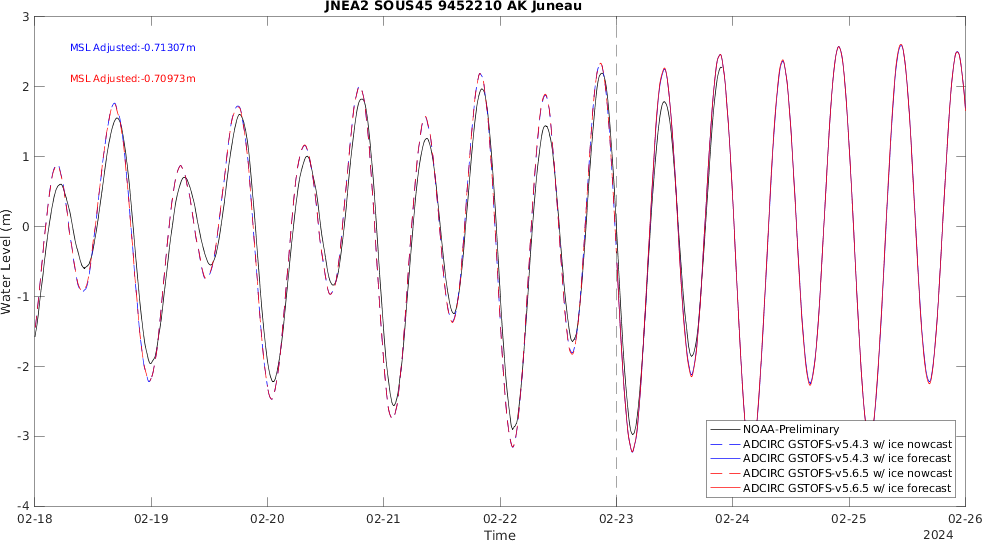 JNEA2 SOUS45 9452210 AK Juneau
3
MSL Adjusted:-0.71307m
MSL Adjusted:-0.70973m
2
1
0
-1
-2
-3
-4
Water Level (m)
NOAA-Preliminary
ADCIRC GSTOFS-v5.4.3 w/ ice nowcast
ADCIRC GSTOFS-v5.4.3 w/ ice forecast
ADCIRC GSTOFS-v5.6.5 w/ ice nowcast
ADCIRC GSTOFS-v5.6.5 w/ ice forecast
02-18 02-19 02-20 02-21 02-22 02-23 02-24 02-25 02-26
Time
2024